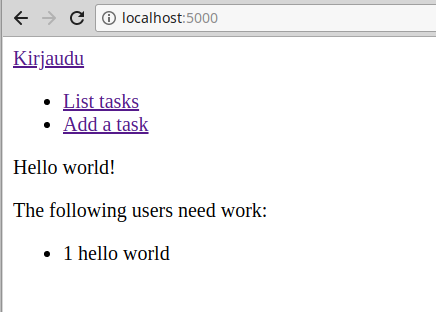 localhost:5000
Kirjaudu
List tasks
Add a task
Hello world!
The following users need work:
1 hello world